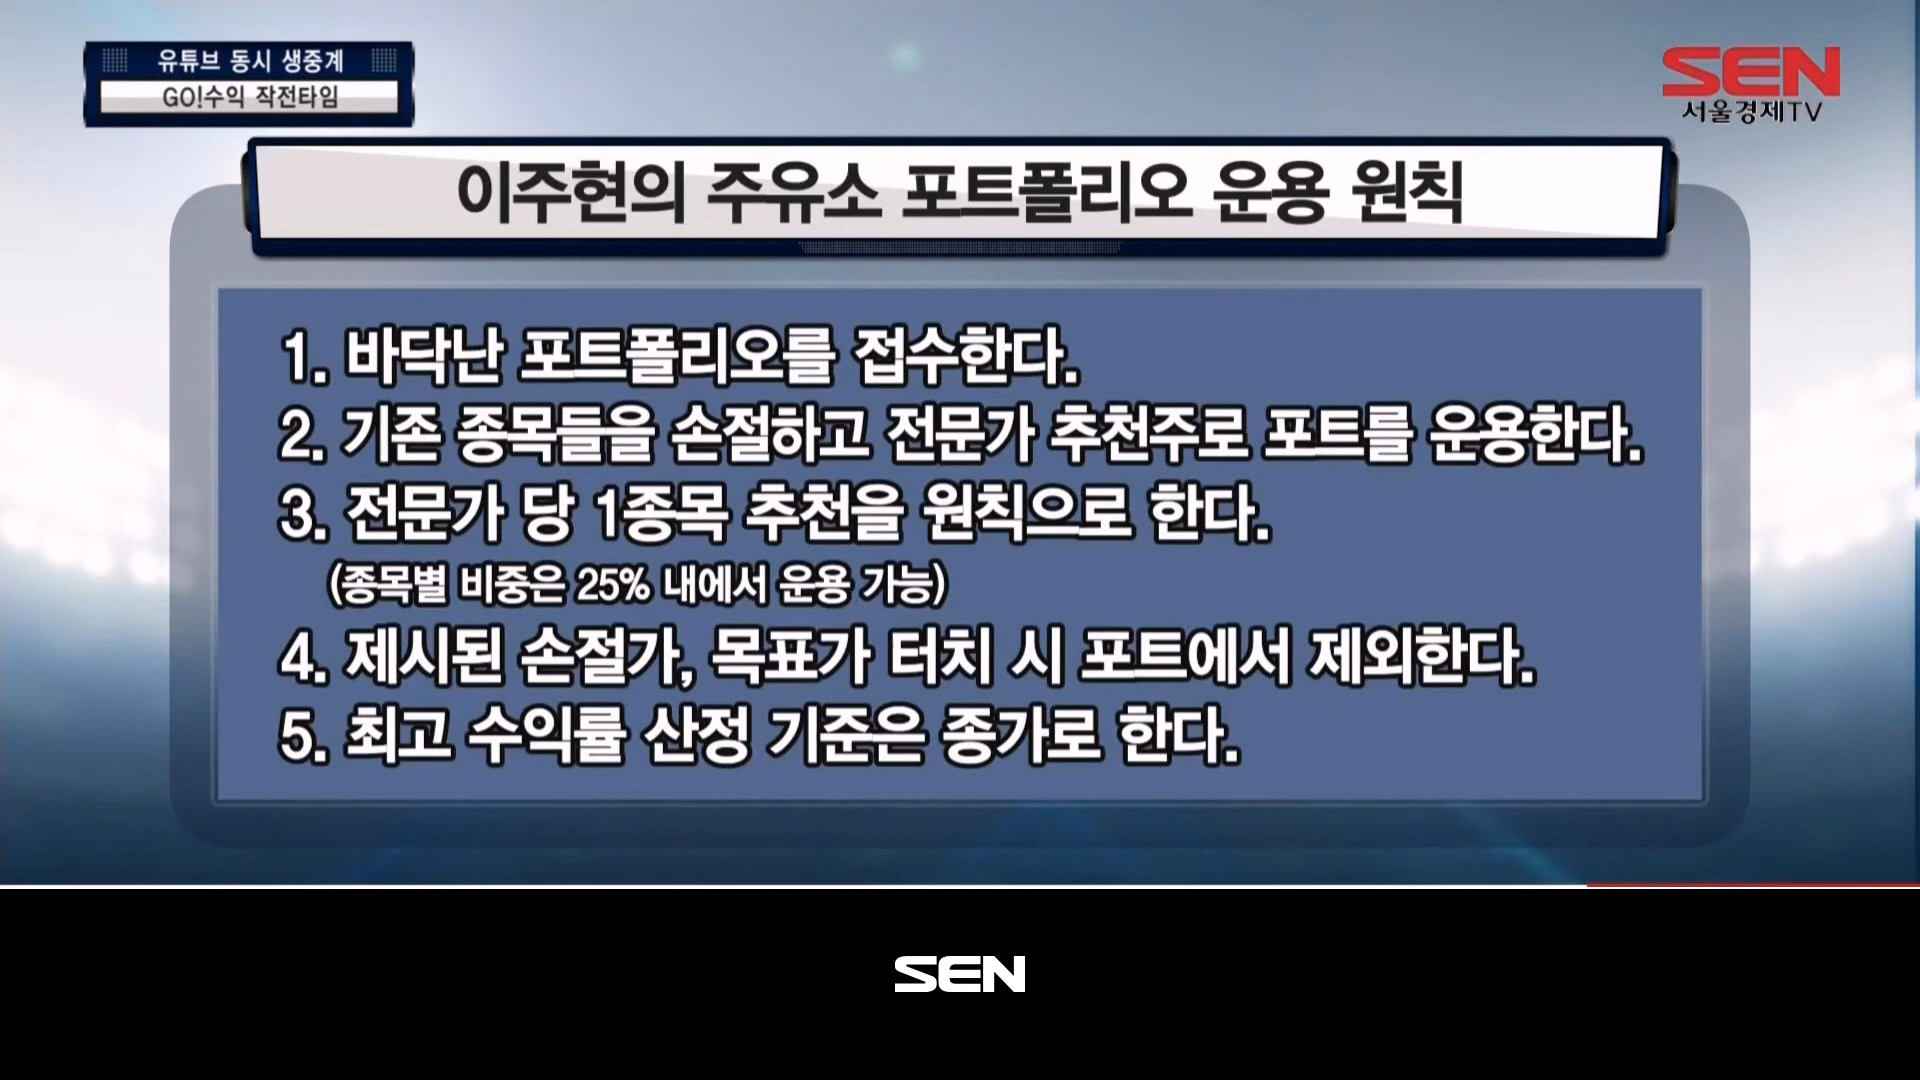 유튜브 동시 생중계
GO!수익 작전타임
SEN
서울경제TV
이주현의 주유소 포트폴리오 운용 원칙
1. 바닥난 포트폴리오를 접수한다.
2. 기존 종목들을 손절하고 전문가 추천주로 포트를 운용한다.
3. 전문가 당 1종목 추천을 원칙으로 한다.
(종목별 비중은 25% 내에서 운용 가능)
4. 제시된 손절가, 목표가 터치 시 포트에서 제외한다.
5. 최고 수익률 산정 기준은 종가로 한다.
SEN